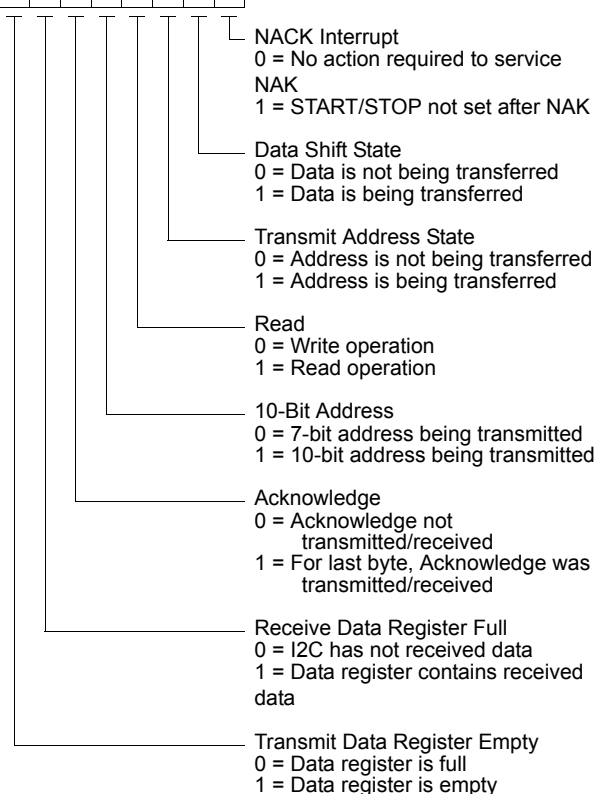 NACK Interrupt
0 = No action required to service
NAK
1 = START/STOP not set after NAK
Data Shift State
0 = Data is not being transferred
1 = Data is being transferred
Transmit Address State
0 = Address is not being transferred
1 = Address is being transferred
Read
0 = Write operation
1 = Read operation
10-Bit Address
0 = 7-bit address being transmitted
1 = 10-bit address being transmitted
Acknowledge
0 = Acknowledge not
transmitted/received
1 = For last byte, Acknowledge was
transmitted/received
Receive Data Register Full
0 = I2C has not received data
1 = Data register contains received
data
Transmit Data Register Empty
0 = Data register is full
1 = Data register is empty